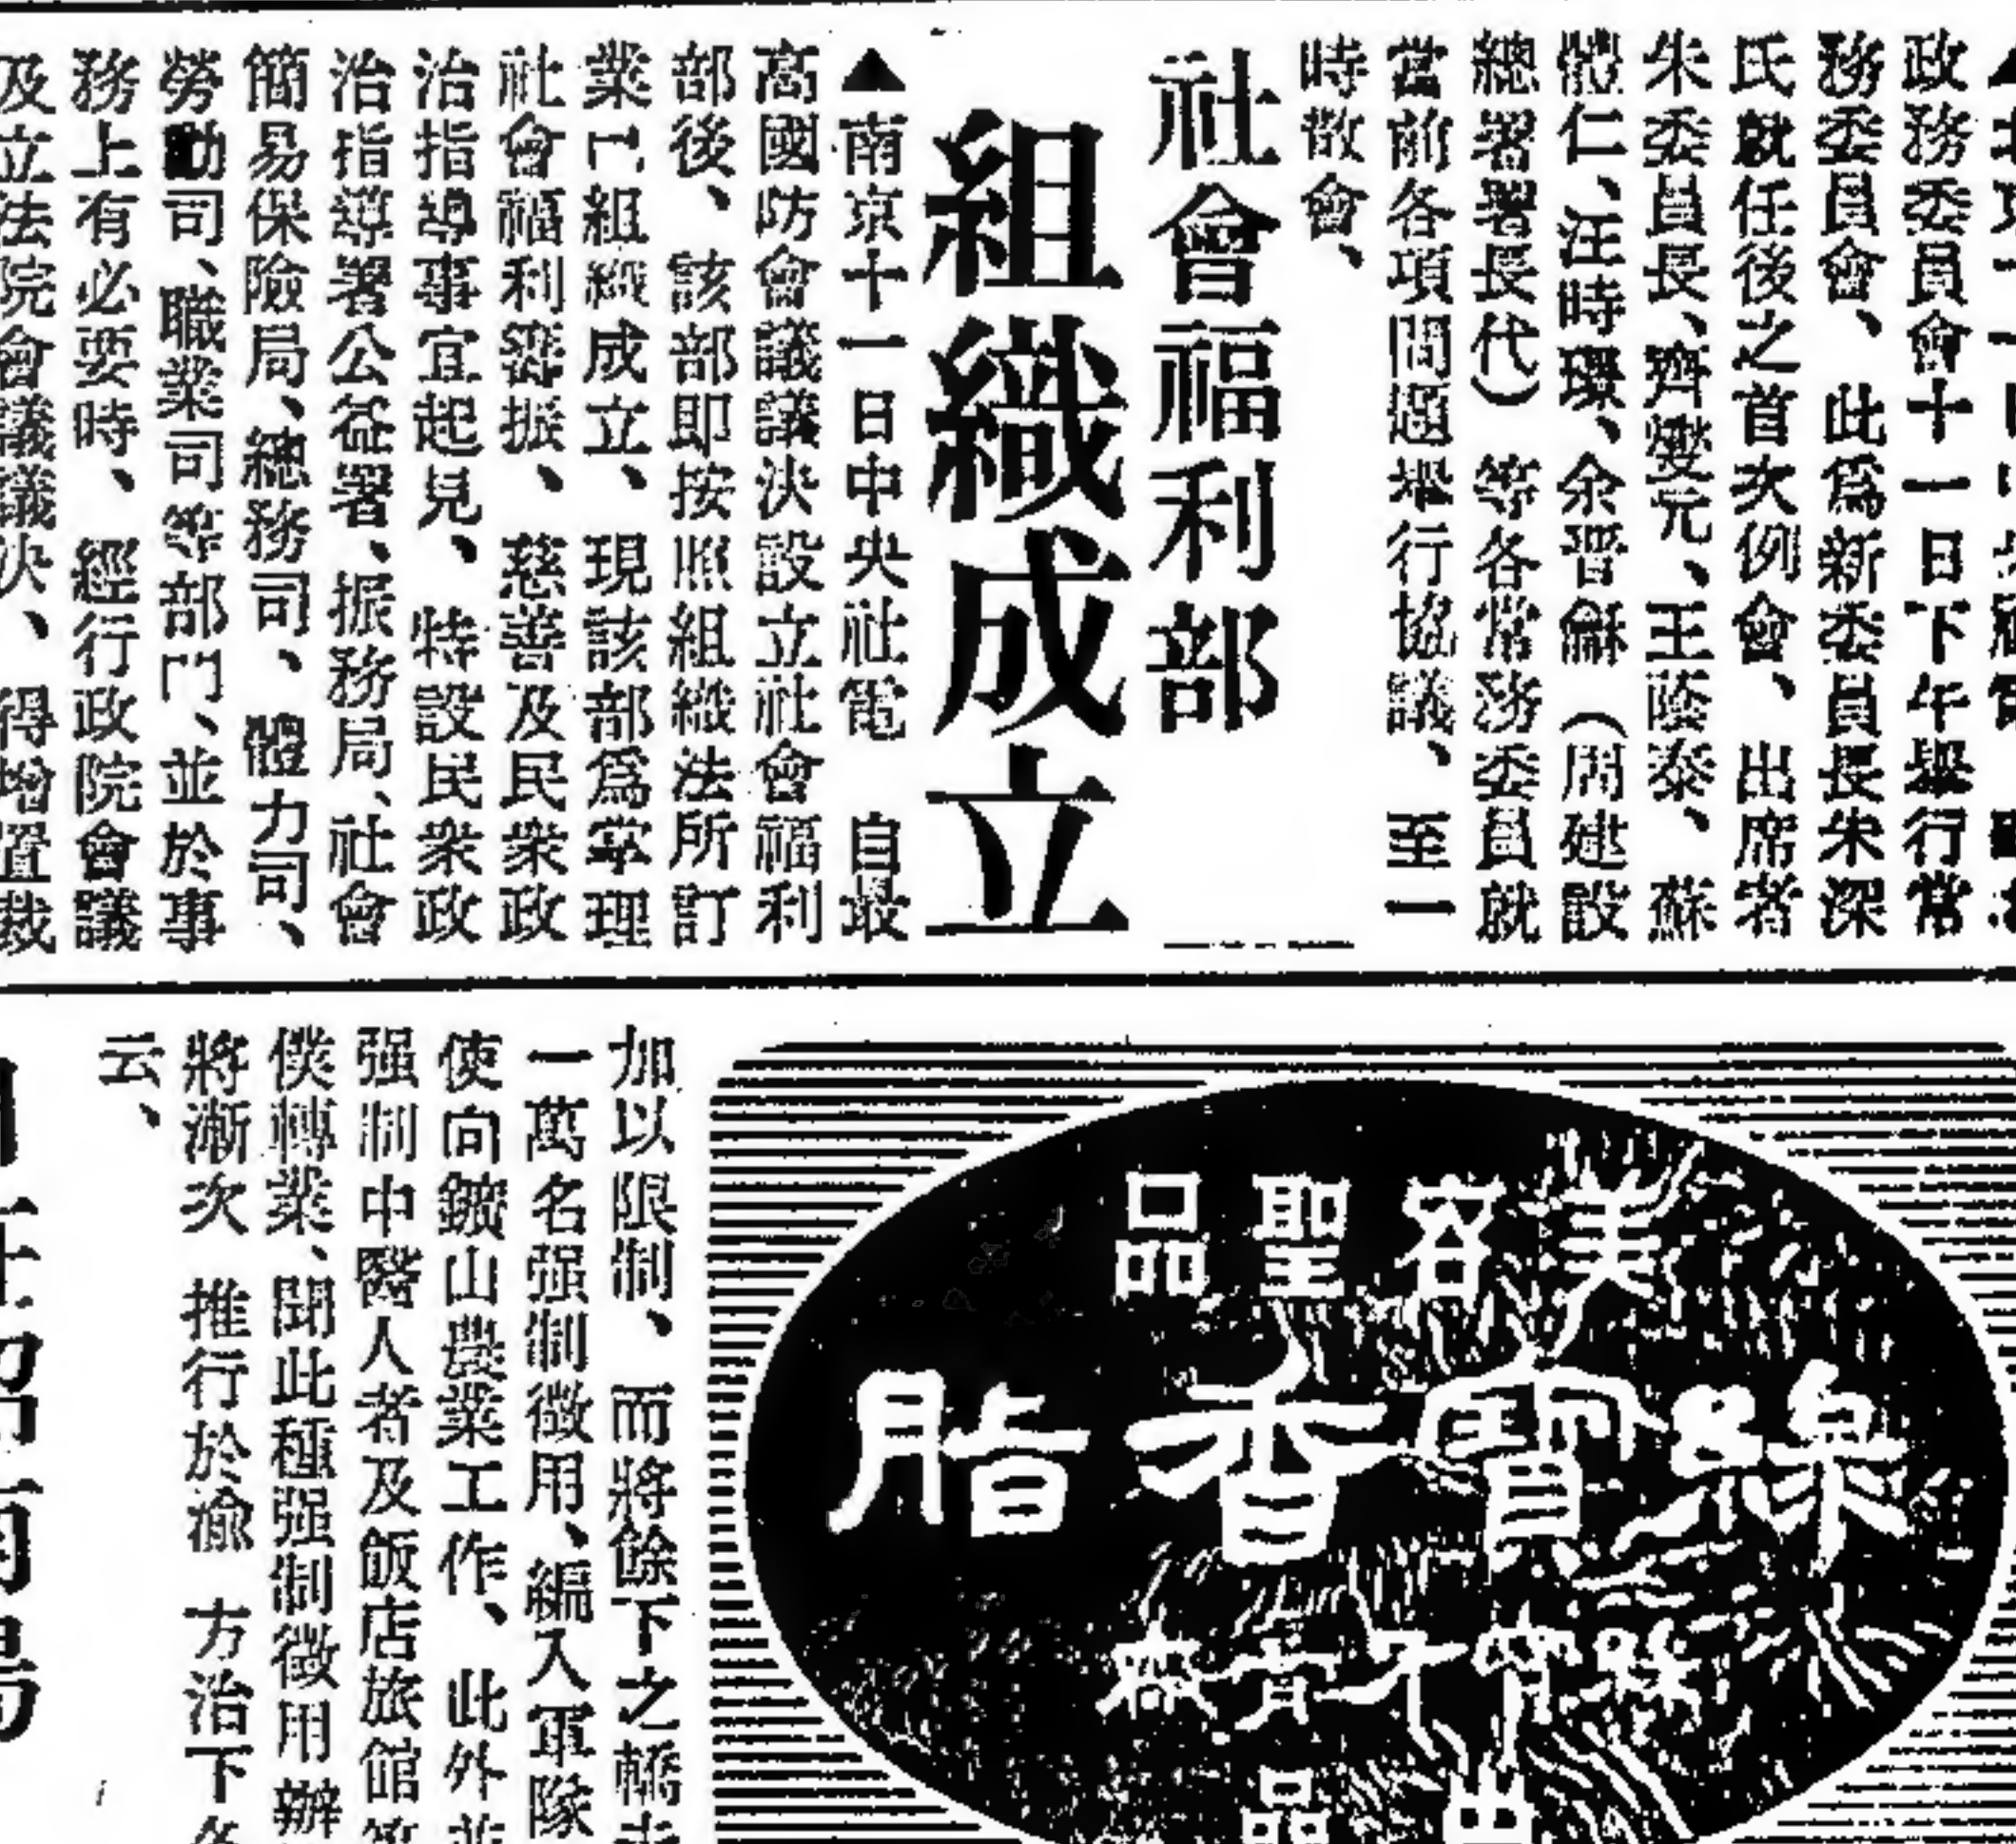 政務委員會十一日下午舉行常
務委員會、此爲新委員長朱深
氏就任後之首次例會、出席者
朱委員長、齊燮元、王蔭泰、蘇
體仁、汪時璟、余晋龢（周建設
總署署長代）等各常務委員就
當前各項問題舉行協議、至一
時散會、
社會福利部
組織成立
▲南京十一日中央社電　自最
高國防會議議決設立社會福利
部後、該部即按照組織法所訂
業已組織成立、現該部爲掌理
社會福利籌振、慈善及民衆政
治指導事宜起見、特設民衆政
治指導署公益署、振務局、社會
簡易保險局、總務司、體力司、
勞動司、職業司等部門、並於事
務上有必要時、經行政院會議
及立法院會議議決、得增置裁
美容聖品
綠寶香脂
加以限制、而將餘下之轎夫
一萬名强制徵用、編入軍隊
使向鑛山農業工作、此外並
强制中醫人者及飯店旅館等
僕轉業、聞此種强制徵用辦
將漸次推行於渝方治下各
云、